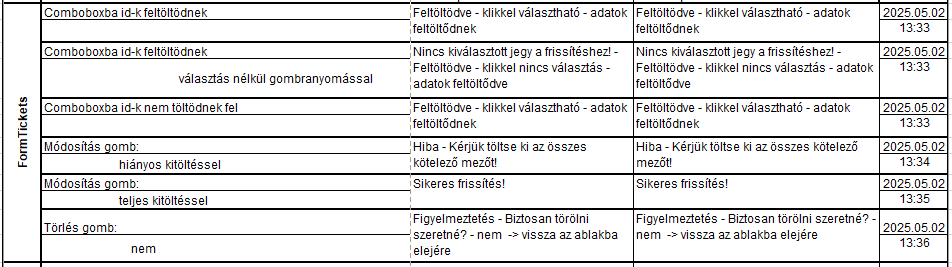 FormTickets
Comboboxba id-k feltöltődnek
Feltöltődve - klikkel választható - adatok
feltöltődnek
Feltöltődve - klikkel választható - adatok
feltöltődnek
2025.05.02
13:33
Comboboxba id-k feltöltődnek
választás nélkül gombranyomással
Nincs kiválasztott jegy a frissítéshez! -
Feltöltődve - klikkel nincs választás -
adatok feltöltődve
Nincs kiválasztott jegy a frissítéshez! -
Feltöltődve - klikkel nincs választás - adatok
feltöltődve
2025.05.02
13:33
Comboboxba id-k nem töltődnek fel
Feltöltődve - klikkel választható - adatok
feltöltődnek
Feltöltődve - klikkel választható - adatok
feltöltődnek
2025.05.02
13:33
Módosítás gomb:
hiányos kitöltéssel
Hiba - Kérjük töltse ki az összes
kötelező mezőt!
Hiba - Kérjük töltse ki az összes kötelező
mezőt!
2025.05.02
13:34
Módosítás gomb:
teljes kitöltéssel
Sikeres frissítés!
Sikeres frissítés!
2025.05.02
13:35
Törlés gomb:
nem
Figyelmeztetés - Biztosan törölni
szeretné? - nem -> vissza az ablakba
elejére
Figyelmeztetés - Biztosan törölni szeretné? -
nem -> vissza az ablakba elejére
2025.05.02
13:36